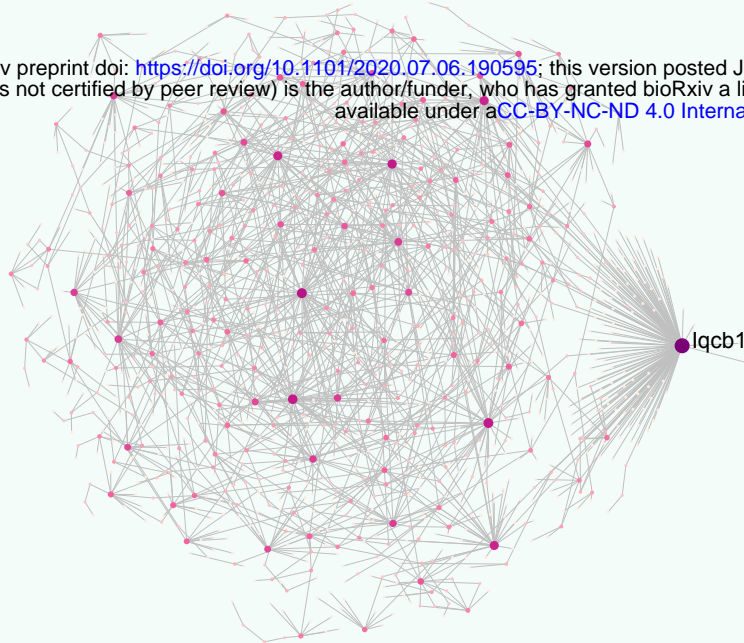 v preprint doi: https://doi.org/10.1101/2020.07.06.190595; this version posted J
s not certified by peer review) is the author/funder, who has granted bioRxiv a li
available under aCC-BY-NC-ND 4.0 Interna
Iqcb1